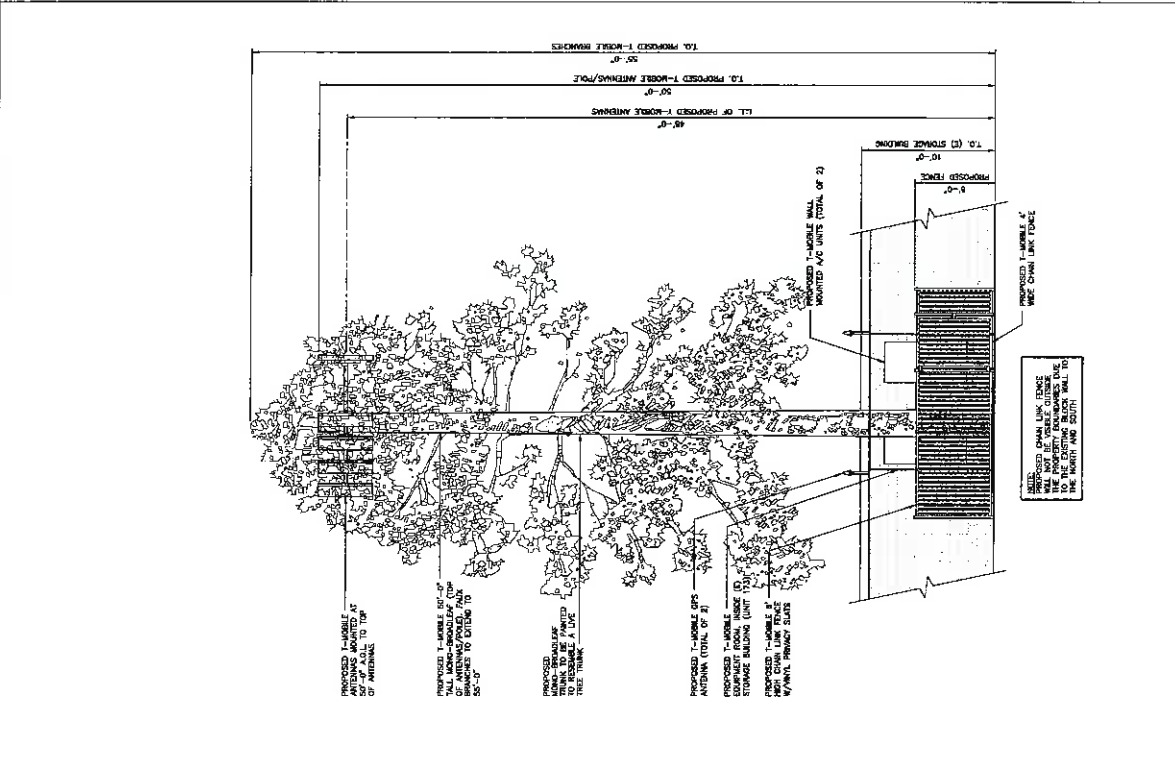 T.O. PROPOSED T-MOBILE BRANCHES
55'-0"
T.O. PROPOSED T-MOBILE ANTENNAS/POLE
50'-0"
OF PROPOSED T-MOBILE ANTENNAS
48'-0"
T.O. (E) STORAGE BUILDING
10'-0"
PROPOSED FENCE
PROPOSED T-MOBILE WALL
MOUNTED A/C UNITS (TOTAL OF 2)
PROPOSED T-MOBILE 4'
WIDE CHAIN LINK FENCE
NOTE:
PROPOSED CHAIN LINK FENCE
WILL NOT BE VISIBLE OUTSIDE
THE PROPERTY BOUNDARIES DUE
TO THE EXISTING BLOCK WALL TO
THE NORTH AND SOUTH
PROPOSED T-MOBILE
ANTENNAS MOUNTED AT
50'-0" A.G.L. TO TOP
OF ANTENNAS
PROPOSED T-MOBILE 50'-0"
TALL MONO-BROADLEAF (TOP
OF ANTENNAS/POLE). FAUX
BRANCHES TO EXTEND TO
55'-0"
PROPOSED
MONO-BROADLEAF
TRUNK TO BE PAINTED
TO RESEMBLE A LIVE
TREE TRUNK
PROPOSED T-MOBILE GPS
ANTENNA (TOTAL OF 2)
PROPOSED T-MOBILE
EQUIPMENT ROOM, INSIDE (E)
STORAGE BUILDING (UNIT 173)
PROPOSED T-MOBILE
HIGH CHAIN LINK FENCE
W/VINYL PRIVACY SLATS